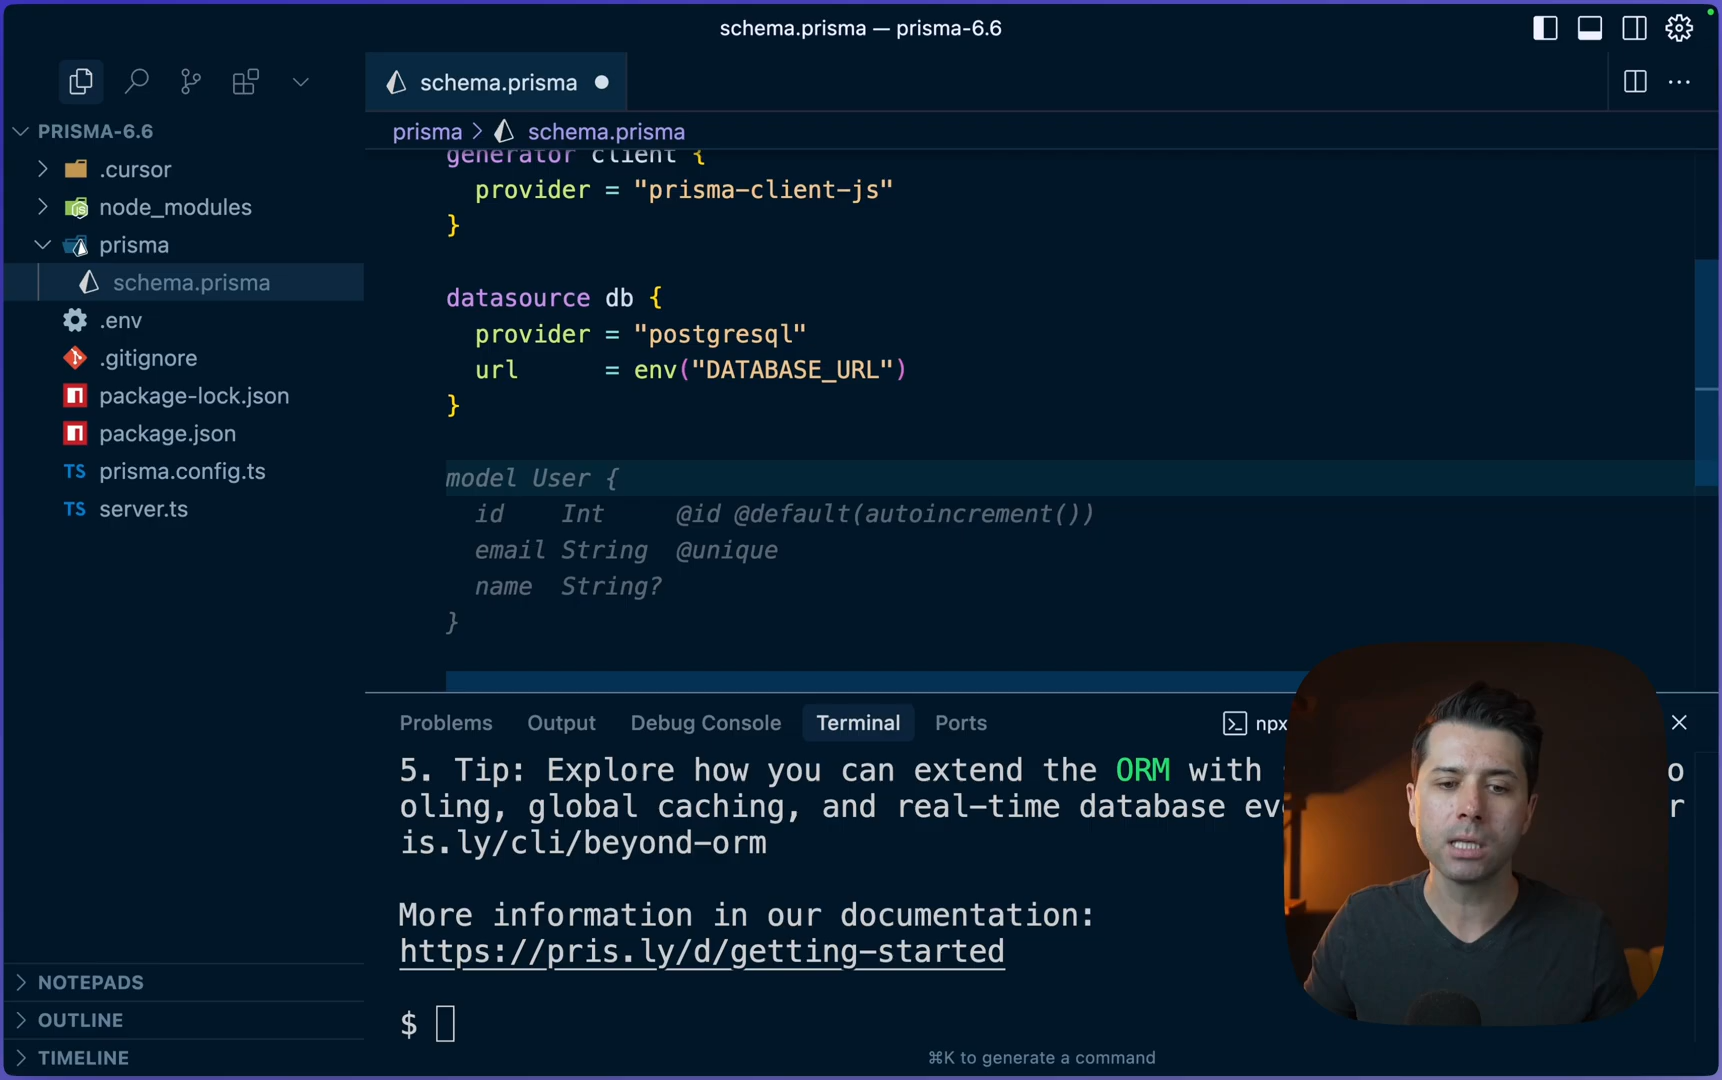 schema.prisma — prisma-6.6
schema.prisma
PRISMA-6.6
.cursor
node_modules
prisma
schema.prisma
.env
.gitignore
package-lock.json
package.json
TS prisma.config.ts
TS server.ts
NOTEPADS
OUTLINE
TIMELINE
prisma > schema.prisma
generator client {
provider = "prisma-client-js"
}
datasource db {
provider = "postgresql"
url = env("DATABASE_URL")
}
model User {
id Int @id @default(autoincrement())
email String @unique
name String?
}
Problems Output Debug Console Terminal Ports npx
5. Tip: Explore how you can extend the ORM with o
oling, global caching, and real-time database r
is.ly/cli/beyond-orm
More information in our documentation:
https://pris.ly/d/getting-started
$
⌘K to generate a command